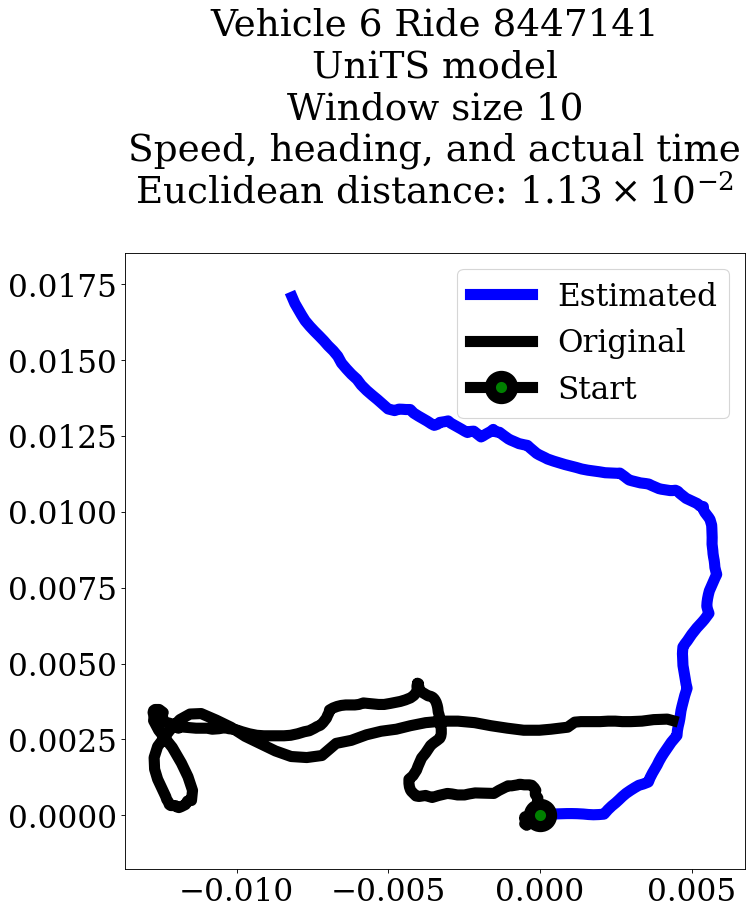 Vehicle 6 Ride 8447141
UniTS model
Window size 10
Speed, heading, and actual time
Euclidean distance: 1.13 × 10⁻²
Estimated
Original
Start
0.0175
0.0150
0.0125
0.0100
0.0075
0.0050
0.0025
0.0000
−0.010 −0.005 0.000 0.005